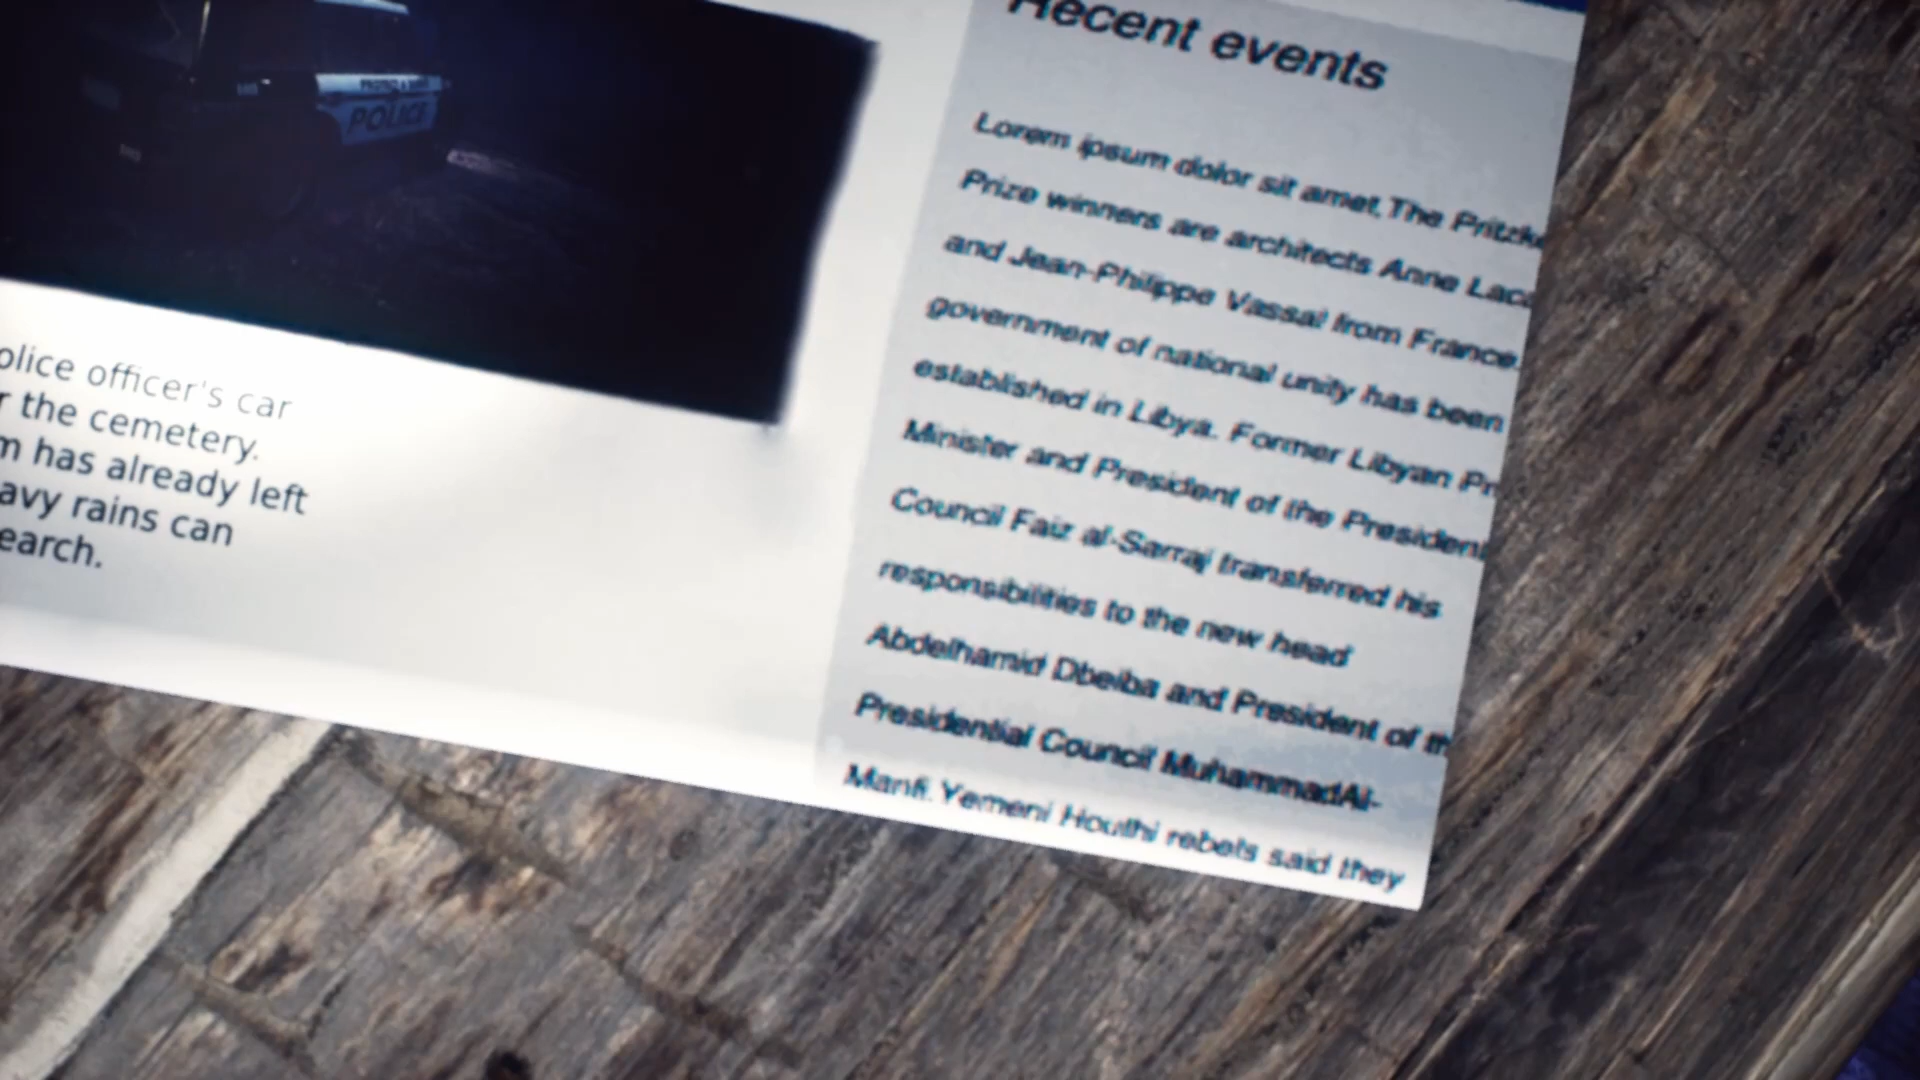 POLICE
olice officer's car
r the cemetery.
m has already left
avy rains can
earch.
Recent events
Lorem ipsum dolor sit amet, The Pritzke
Prize winners are architects Anne Laca
and Jean-Philippe Vassal from France.
government of national unity has been
established in Libya. Former Libyan Pr
Minister and President of the President
Council Faiz al-Sarraj transferred his
responsibilities to the new head
Abdelhamid Dbeiba and President of th
Presidential Council MuhammadAl-
Manfi. Yemeni Houthi rebels said they